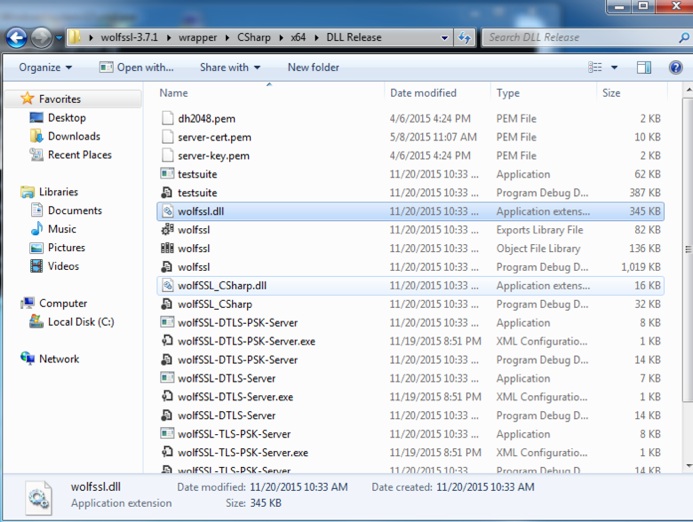 wolfssl-3.7.1 wrapper CSharp x64 DLL Release Search DLL Release
Organize Open with... Share with New folder
Favorites
Desktop
Downloads
Recent Places
Libraries
Documents
Music
Pictures
Videos
Computer
Local Disk (C:)
Network
Name Date modified Type Size
dh2048.pem 4/6/2015 4:24 PM PEM File 2 KB
server-cert.pem 5/8/2015 11:07 AM PEM File 10 KB
server-key.pem 4/6/2015 4:24 PM PEM File 2 KB
testsuite 11/20/2015 10:33 ... Application 62 KB
testsuite 11/20/2015 10:33 ... Program Debug D... 387 KB
wolfssl.dll 11/20/2015 10:33 ... Application extens... 345 KB
wolfssl 11/20/2015 10:33 ... Exports Library File 82 KB
wolfssl 11/20/2015 10:33 ... Object File Library 136 KB
wolfssl 11/20/2015 10:33 ... Program Debug D... 1,019 KB
wolfSSL_CSharp.dll 11/20/2015 10:33 ... Application extens... 16 KB
wolfSSL_CSharp 11/20/2015 10:33 ... Program Debug D... 32 KB
wolfSSL-DTLS-PSK-Server 11/20/2015 10:33 ... Application 8 KB
wolfSSL-DTLS-PSK-Server.exe 11/19/2015 8:51 PM XML Configuratio... 1 KB
wolfSSL-DTLS-PSK-Server 11/20/2015 10:33 ... Program Debug D... 14 KB
wolfSSL-DTLS-Server 11/20/2015 10:33 ... Application 7 KB
wolfSSL-DTLS-Server.exe 11/19/2015 8:51 PM XML Configuratio... 1 KB
wolfSSL-DTLS-Server 11/20/2015 10:33 ... Program Debug D... 14 KB
wolfSSL-TLS-PSK-Server 11/20/2015 10:33 ... Application 8 KB
wolfSSL-TLS-PSK-Server.exe 11/19/2015 8:51 PM XML Configuratio... 1 KB
wolfSSL-TLS-PSK-Server 11/20/2015 10:33 ... Program Debug D... 14 KB
wolfssl.dll Date modified: 11/20/2015 10:33 AM Date created: 11/20/2015 10:33 AM
Application extension Size: 345 KB